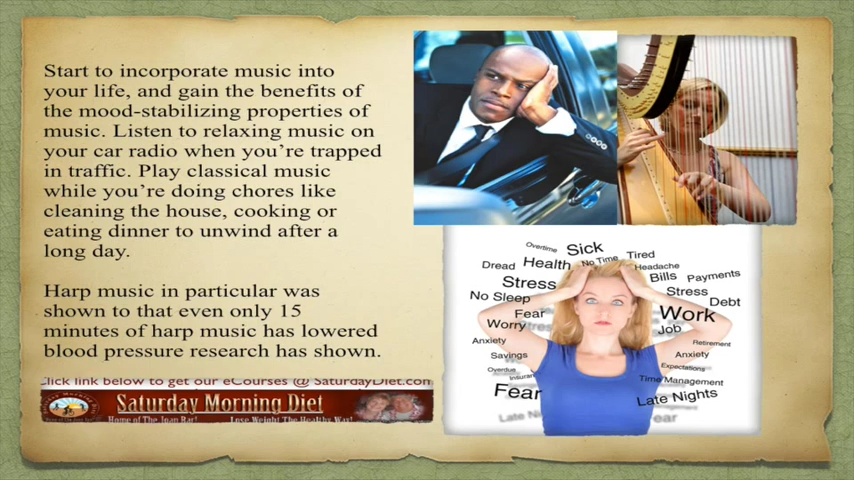 Start to incorporate music into
your life, and gain the benefits of
the mood-stabilizing properties of
music. Listen to relaxing music on
your car radio when you're trapped
in traffic. Play classical music
while you're doing chores like
cleaning the house, cooking or
eating dinner to unwind after a
long day.
Harp music in particular was
shown to that even only 15
minutes of harp music has lowered
blood pressure research has shown.
Click link below to get our eCourses @ SaturdayDiet.com
Saturday Morning Diet
Home of The Joan Bar! Lose Weight The Healthy Way!
Overtime Sick
No Time Tired
Dread Health Headache
Bills Payments
Stress Stress
No Sleep Debt
Fear Work
Worry Stress Job
Anxiety Retirement
Savings Anxiety
Overdue Expectations
Insuran Time Management
Fear Late Nights
Late Nights ear